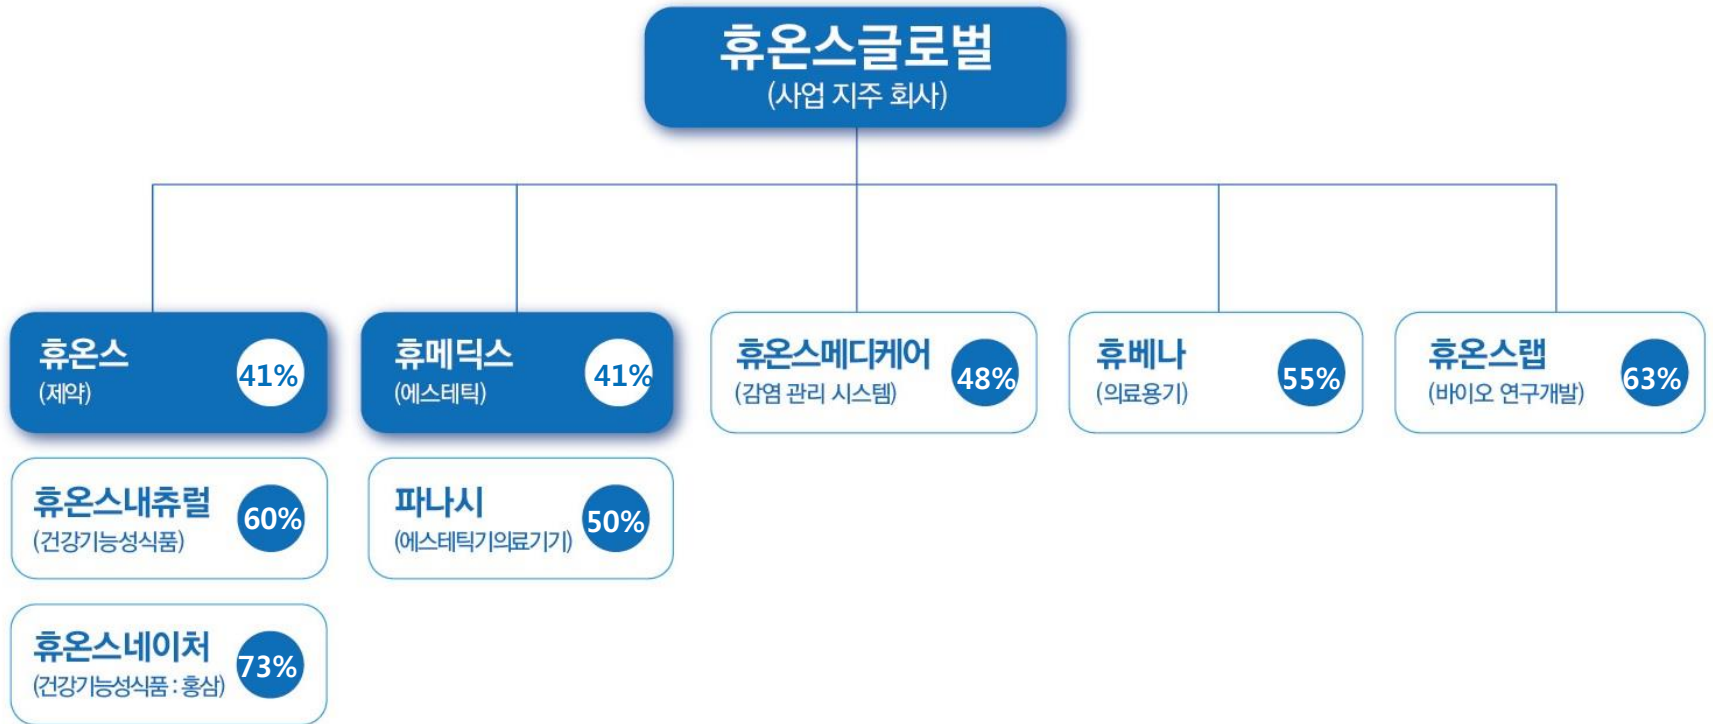 휴온스글로벌
(사업 지주 회사)
휴온스
(제약)
41%
휴메딕스
(에스테틱)
41%
휴온스메디케어
(감염 관리 시스템)
48%
휴베나
(의료용기)
55%
휴온스랩
(바이오 연구개발)
63%
휴온스내츄럴
(건강기능성식품)
60%
파나시
(에스테틱기의료기기)
50%
휴온스네이처
(건강기능성식품 : 홍삼)
73%